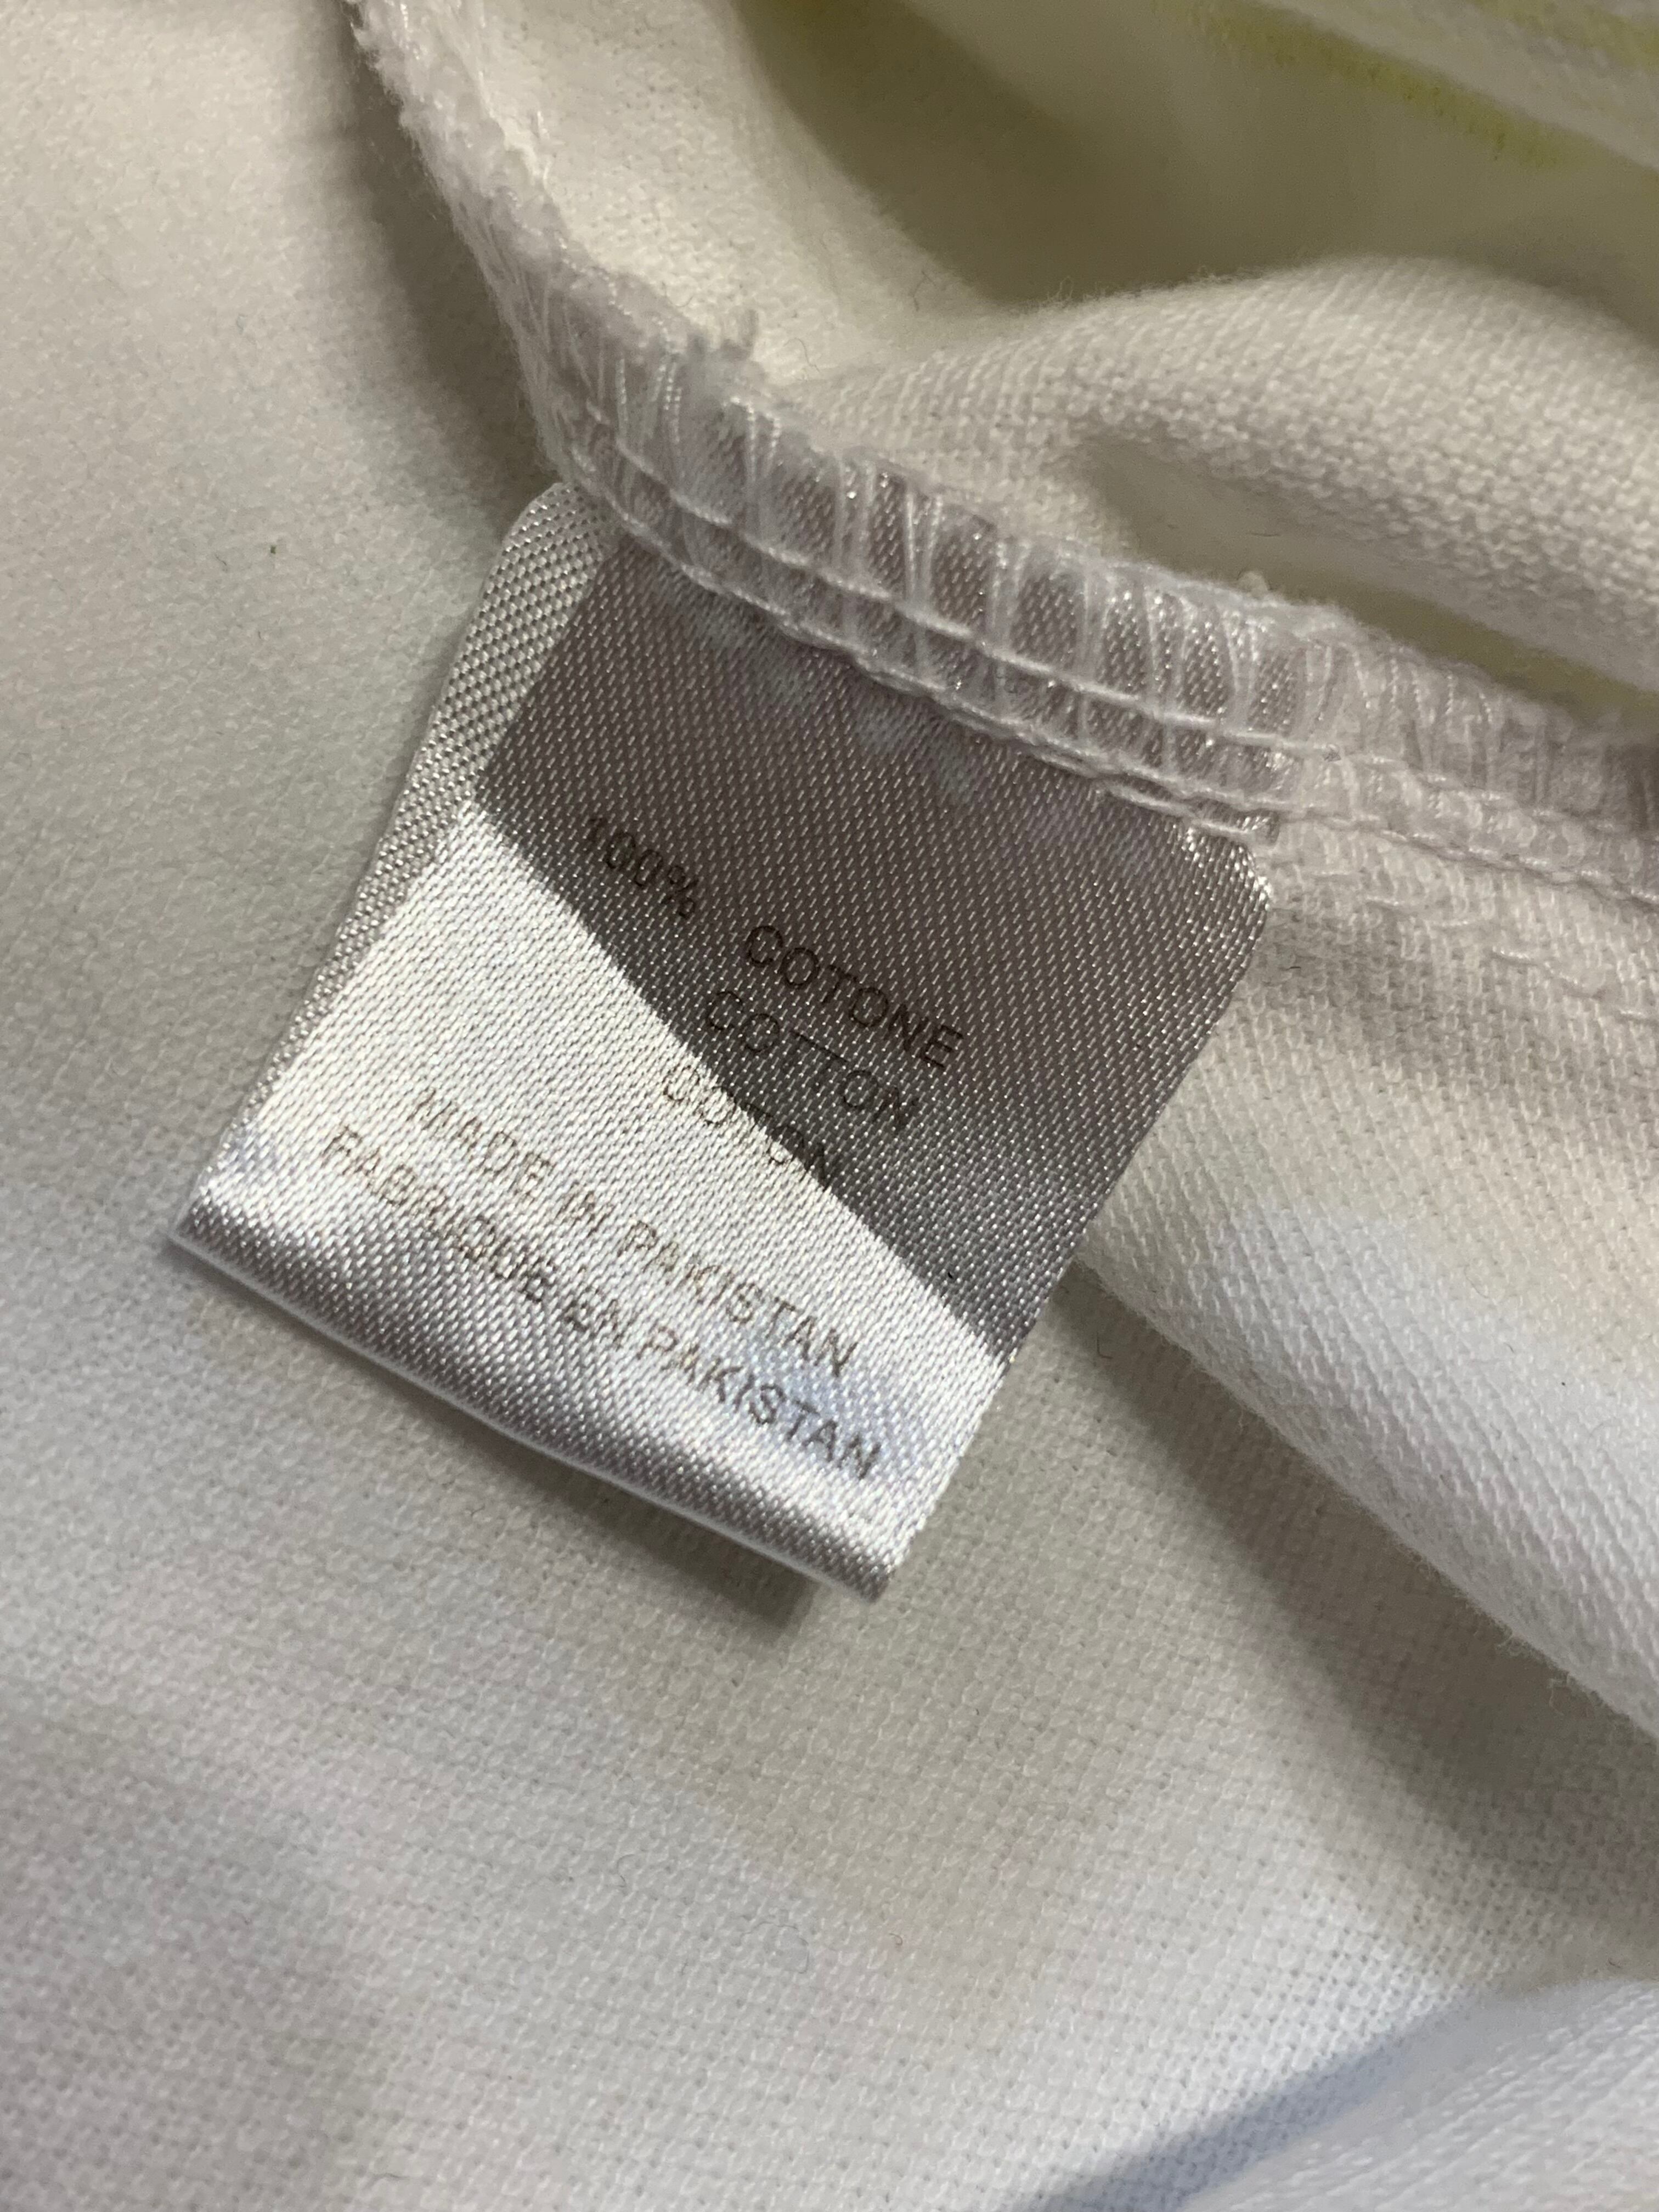 100% COTONE
COTTON
COTON
MADE IN PAKISTAN
FABRIQUE EN PAKISTAN